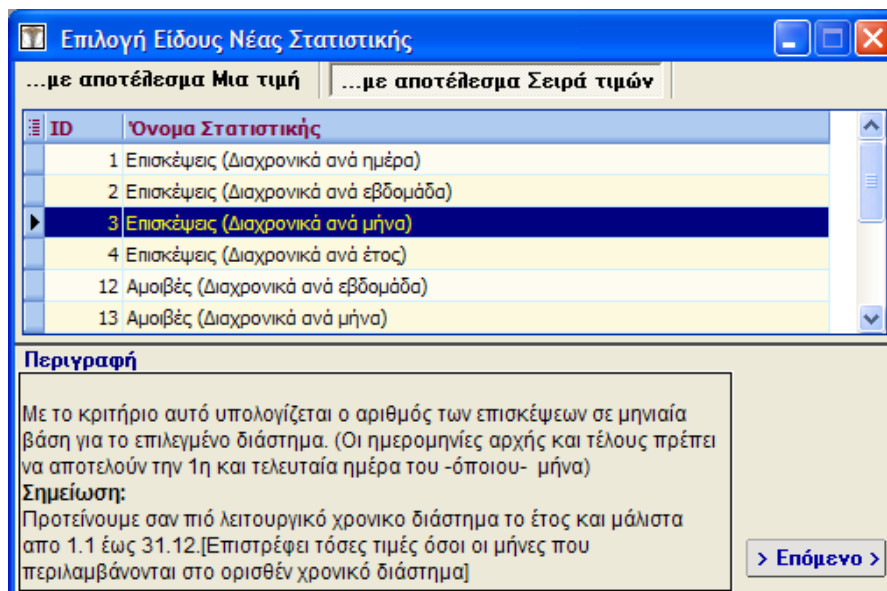 Επιλογή Είδους Νέας Στατιστικής
...με αποτέλεσμα Μια τιμή ...με αποτέλεσμα Σειρά τιμών
ID Όνομα Στατιστικής
1 Επισκέψεις (Διαχρονικά ανά ημέρα)
2 Επισκέψεις (Διαχρονικά ανά εβδομάδα)
3 Επισκέψεις (Διαχρονικά ανά μήνα)
4 Επισκέψεις (Διαχρονικά ανά έτος)
12 Αμοιβές (Διαχρονικά ανά εβδομάδα)
13 Αμοιβές (Διαχρονικά ανά μήνα)
Περιγραφή
Με το κριτήριο αυτό υπολογίζεται ο αριθμός των επισκέψεων σε μηνιαία
βάση για το επιλεγμένο διάστημα. (Οι ημερομηνίες αρχής και τέλους πρέπει
να αποτελούν την 1η και τελευταία ημέρα του -όποιου- μήνα)
Σημείωση:
Προτείνουμε σαν πιό λειτουργικό χρονικο διάστημα το έτος και μάλιστα
απο 1.1 έως 31.12.[Επιστρέφει τόσες τιμές όσοι οι μήνες που
περιλαμβάνονται στο ορισθέν χρονικό διάστημα]
> Επόμενο >